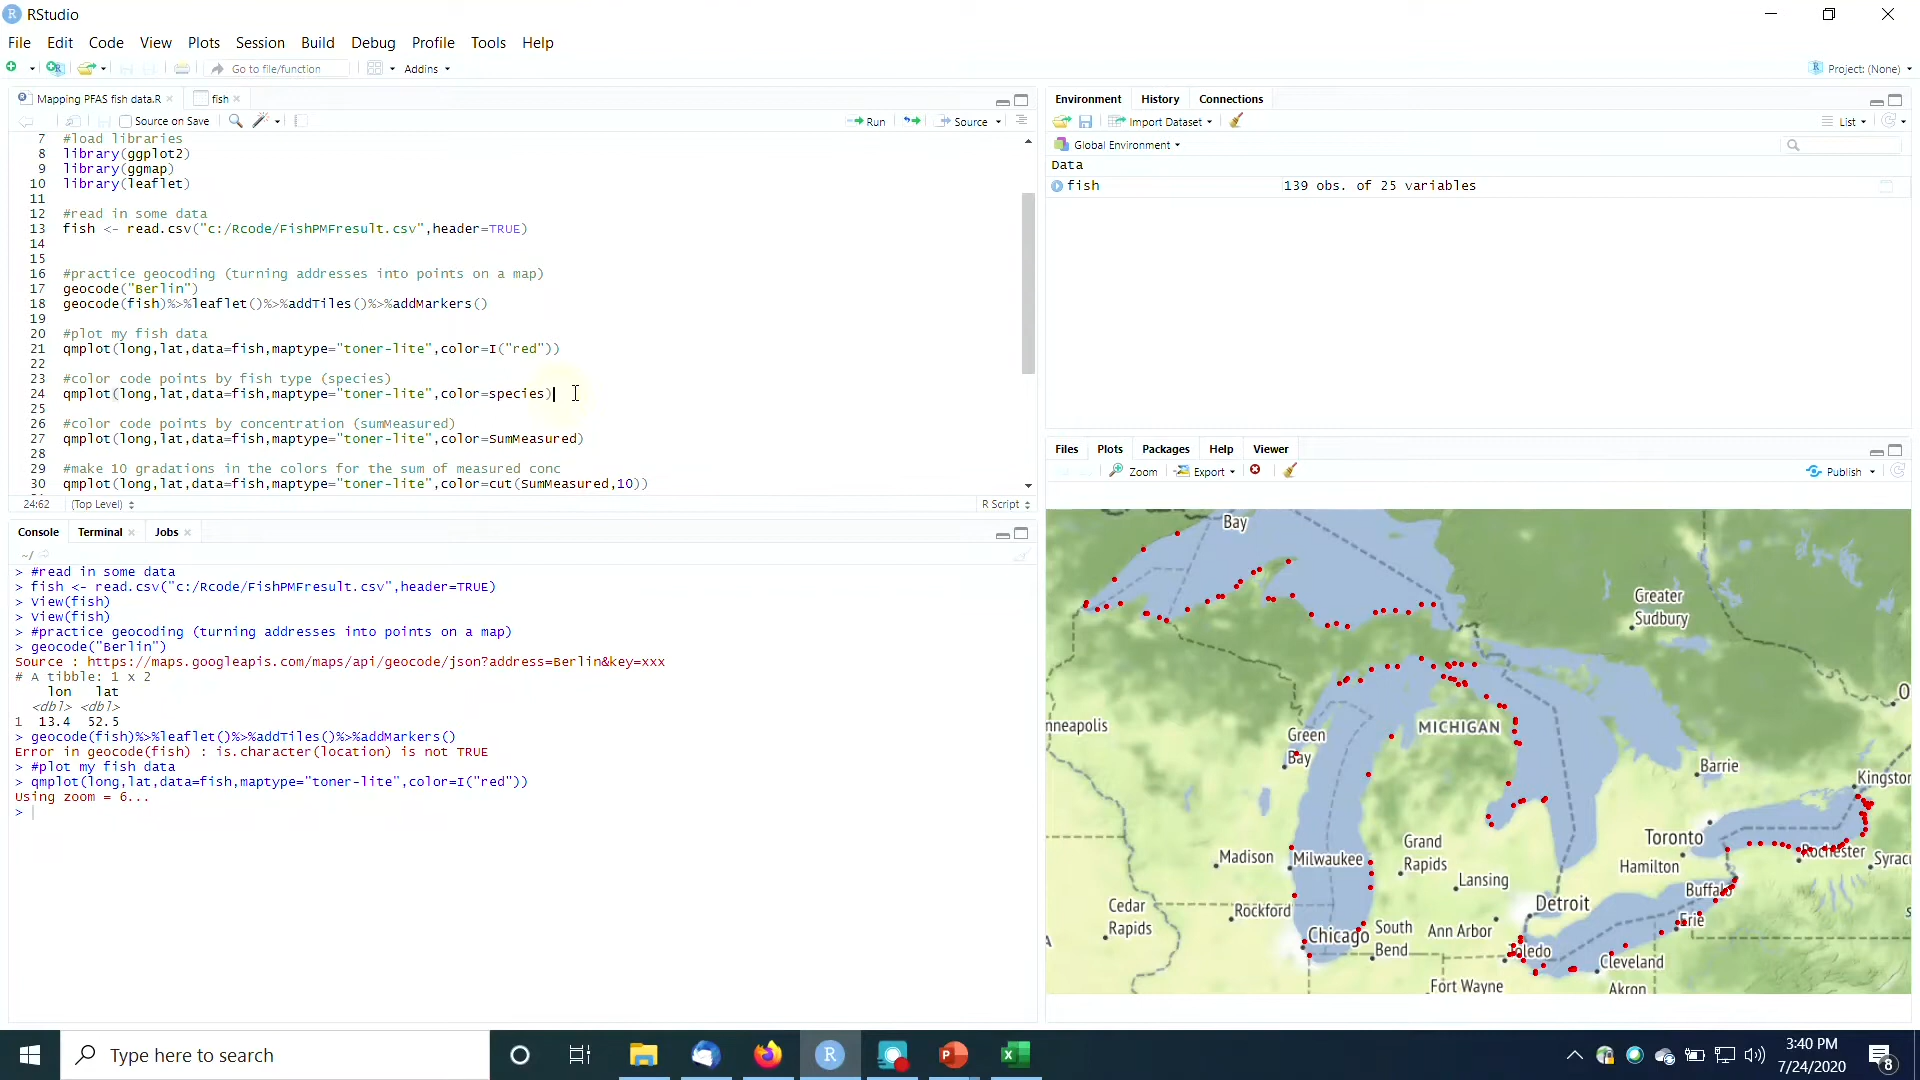 RStudio
File Edit Code View Plots Session Build Debug Profile Tools Help
Go to file/function Addins Project: (None)
Mapping PFAS fish data.R fish
Source on Save Run Source
7 #load libraries
8 library(ggplot2)
9 library(ggmap)
10 library(leaflet)
11
12 #read in some data
13 fish <- read.csv("c:/Rcode/FishPMFresult.csv",header=TRUE)
14
15
16 #practice geocoding (turning addresses into points on a map)
17 geocode("Berlin")
18 geocode(fish)%>%leaflet()%>%addTiles()%>%addMarkers()
19
20 #plot my fish data
21 qmplot(long,lat,data=fish,maptype="toner-lite",color=I("red"))
22
23 #color code points by fish type (species)
24 qmplot(long,lat,data=fish,maptype="toner-lite",color=species)
25
26 #color code points by concentration (sumMeasured)
27 qmplot(long,lat,data=fish,maptype="toner-lite",color=SumMeasured)
28
29 #make 10 gradations in the colors for the sum of measured conc
30 qmplot(long,lat,data=fish,maptype="toner-lite",color=cut(SumMeasured,10))
24:62 (Top Level) R Script
Console Terminal Jobs
~/
> #read in some data
> fish <- read.csv("c:/Rcode/FishPMFresult.csv",header=TRUE)
> View(fish)
> View(fish)
> #practice geocoding (turning addresses into points on a map)
> geocode("Berlin")
Source : https://maps.googleapis.com/maps/api/geocode/json?address=Berlin&key=xxx
# A tibble: 1 x 2
lon lat
<dbl> <dbl>
1 13.4 52.5
> geocode(fish)%>%leaflet()%>%addTiles()%>%addMarkers()
Error in geocode(fish) : is.character(location) is not TRUE
> #plot my fish data
> qmplot(long,lat,data=fish,maptype="toner-lite",color=I("red"))
Using zoom = 6...
>
Environment History Connections
Import Dataset List
Global Environment
Data
fish 139 obs. of 25 variables
Files Plots Packages Help Viewer
Zoom Export Publish
Bay
Greater
Sudbury
O
nneapolis
Green
Bay
MICHIGAN
Barrie
Kingston
Toronto
Hamilton
Rochester
Syracu
Madison
Milwaukee
Grand
Rapids
Lansing
Buffalo
Cedar
Rapids
Rockford
Detroit
Erie
Chicago
South
Bend
Ann Arbor
Toledo
Cleveland
Fort Wayne
Akron
Type here to search
3:40 PM
7/24/2020
8